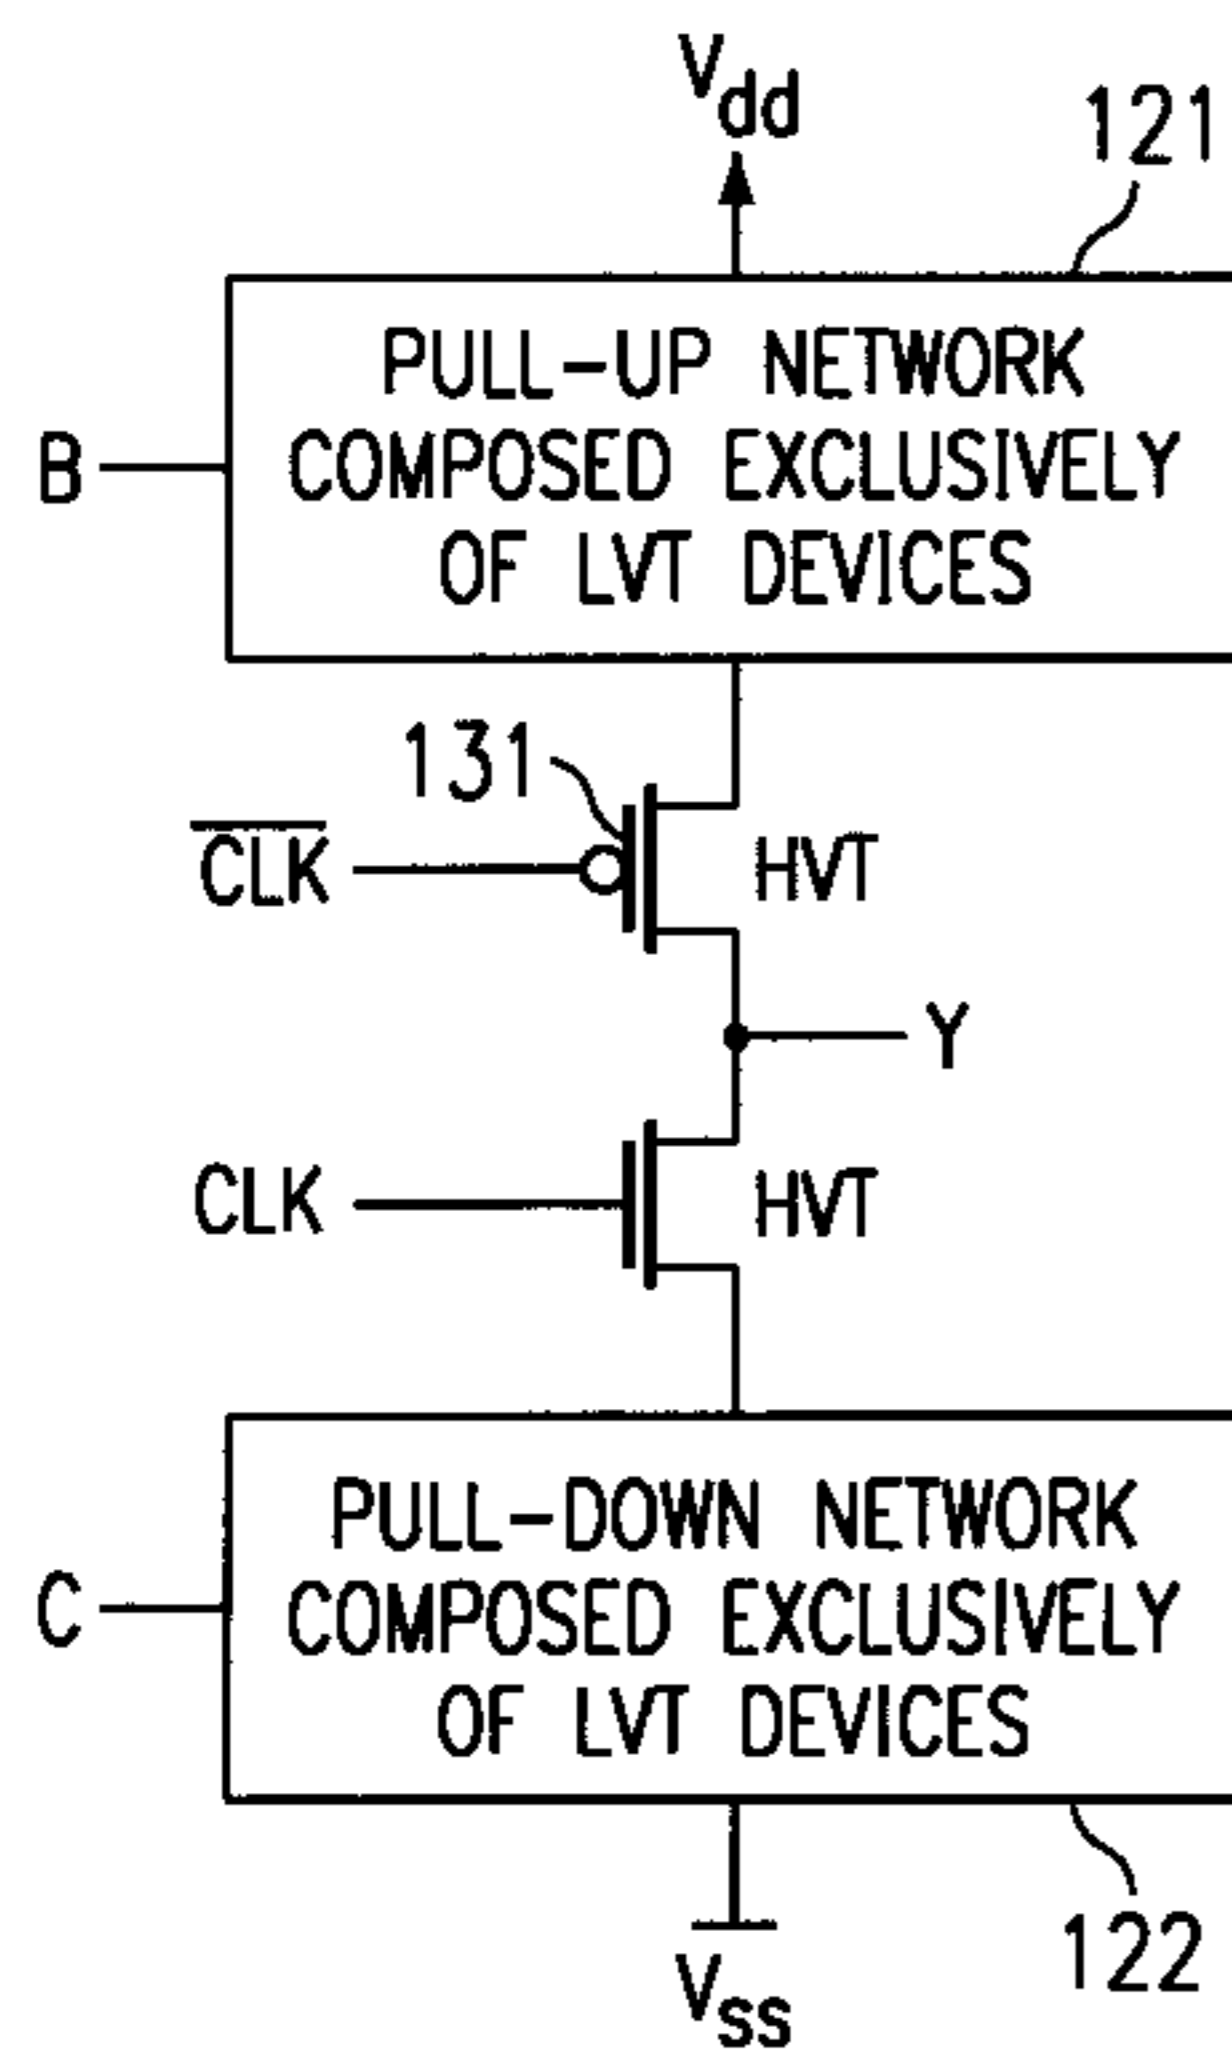 Vdd
121
PULL-UP NETWORK
B COMPOSED EXCLUSIVELY
OF LVT DEVICES
131
CLK HVT
Y
CLK HVT
PULL-DOWN NETWORK
C COMPOSED EXCLUSIVELY
OF LVT DEVICES
122
Vss